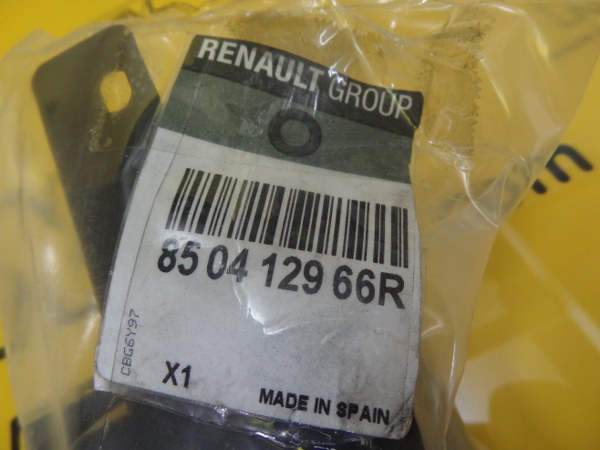 RENAULT GROUP
85 04 129 66R
CBG6Y97
X1
MADE IN SPAIN